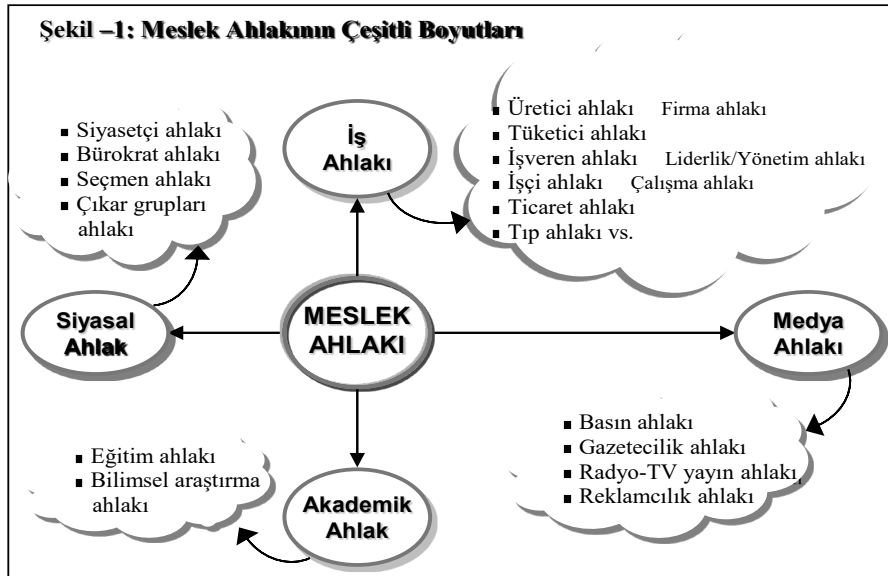 Şekil –1: Meslek Ahlakının Çeşitli Boyutları
▪ Siyasetçi ahlakı
▪ Bürokrat ahlakı
▪ Seçmen ahlakı
▪ Çıkar grupları
ahlakı
İş
Ahlakı
▪ Üretici ahlakı Firma ahlakı
▪ Tüketici ahlakı
▪ İşveren ahlakı Liderlik/Yönetim ahlakı
▪ İşçi ahlakı Çalışma ahlakı
▪ Ticaret ahlakı
▪ Tıp ahlakı vs.
Siyasal
Ahlak
MESLEK
AHLAKI
Medya
Ahlakı
▪ Eğitim ahlakı
▪ Bilimsel araştırma
ahlakı
Akademik
Ahlak
▪ Basın ahlakı
▪ Gazetecilik ahlakı
▪ Radyo-TV yayın ahlakı
▪ Reklamcılık ahlakı